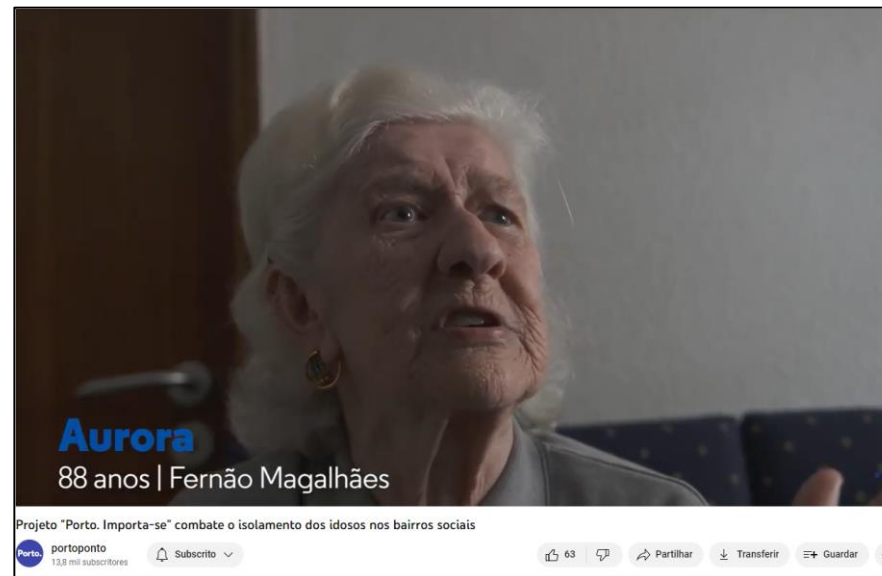 Aurora
88 anos | Fernão Magalhães
Projeto "Porto. Importa-se" combate o isolamento dos idosos nos bairros sociais
Porto.
portoponto
13,8 mil subscritores
Subscrito
63
Partilhar
Transferir
Guardar